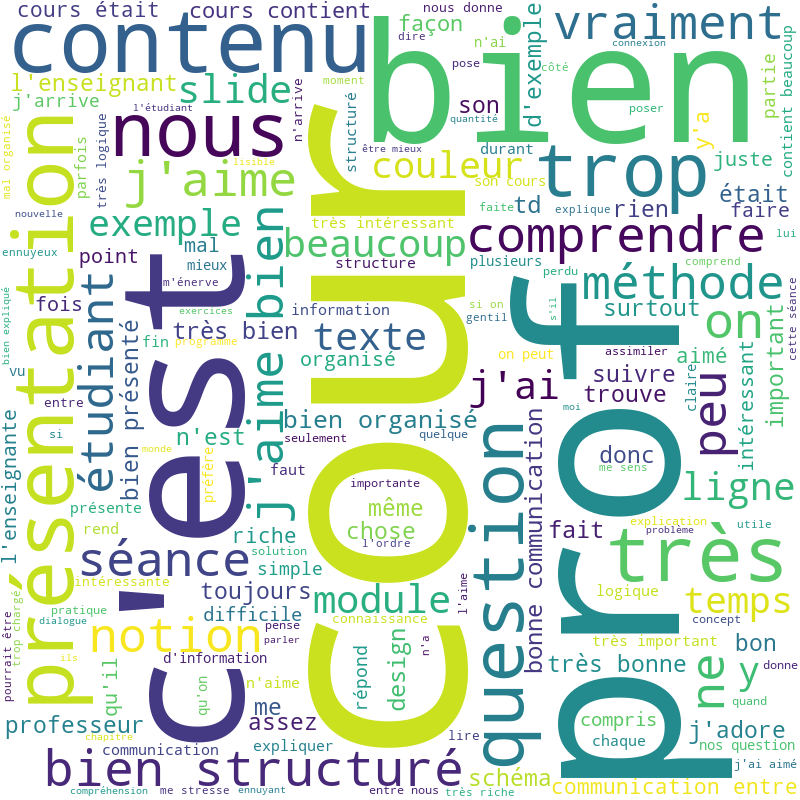 cours était
cours contient
nous donne
vraiment
contenu
façon
dire
n'ai
d'exemple
connexion
bien
l'enseignant
slide
moment
pose
côté
partie
contient beaucoup
j'arrive
l'étudiant
nous
n'arrive
structuré
son
quantité
poser
y'a
mal organisé
présentation
parfois
très logique
lisible
être mieux
durant
trop
juste
j'aime
couleur
son cours
était
nouvelle
exemple
très intéressant
td
faite
explique
rien
faire
ennuyeux
point
mal
beaucoup
comprendre
lui
mieux
structure
plusieurs
perdu
comprend
étudiant
m'énerve
c'est
j'aime bien
cour
prof
méthode
cette séance
bien expliqué
fois
exercices
information
si on
gentil
s'il
surtout
on
important
bien présenté
très bien
texte
vu
fin
programme
organisé
on peut
assimiler
aimé
intéressant
entre
j'ai
suivre
trouve
claire
peu
l'enseignante
si
n'est
bien organisé
moi
seulement
quelque
monde
préfère
faut
question
bonne communication
donc
me sens
importante
ligne
présente
même
chose
rend
riche
l'ordre
fait
explication
problème
utile
séance
solution
simple
très
intéressante
l'aime
logique
toujours
module
temps
pourrait être
trop chargé
pratique
difficile
connaissance
concept
dialogue
notion
pense
parler
n'a
très important
bon
ils
d'information
qu'il
qu'on
répond
design
très bonne
ne
y
donne
n'aime
me
quand
professeur
assez
compris
j'adore
chapitre
communication
expliquer
lire
chaque
nos question
bien structuré
schéma
j'ai aimé
compréhension
me stresse
ennuyant
entre nous
très riche
communication entre